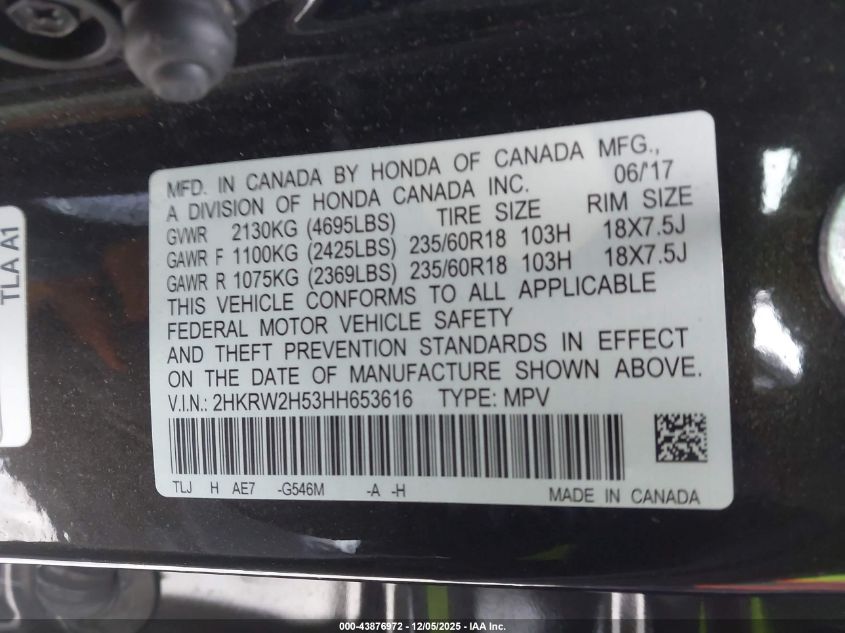 MFD. IN CANADA BY HONDA OF CANADA MFG.,
A DIVISION OF HONDA CANADA INC. 06/'17
GVWR 2130KG (4695LBS) TIRE SIZE RIM SIZE
GAWR F 1100KG (2425LBS) 235/60R18 103H 18X7.5J
GAWR R 1075KG (2369LBS) 235/60R18 103H 18X7.5J
THIS VEHICLE CONFORMS TO ALL APPLICABLE
FEDERAL MOTOR VEHICLE SAFETY
AND THEFT PREVENTION STANDARDS IN EFFECT
ON THE DATE OF MANUFACTURE SHOWN ABOVE.
V.I.N.: 2HKRW2H53HH653616 TYPE: MPV
TLJ H AE7 -G546M -A -H MADE IN CANADA
TLA A1
000-43876972 - 12/05/2025 - IAA Inc.